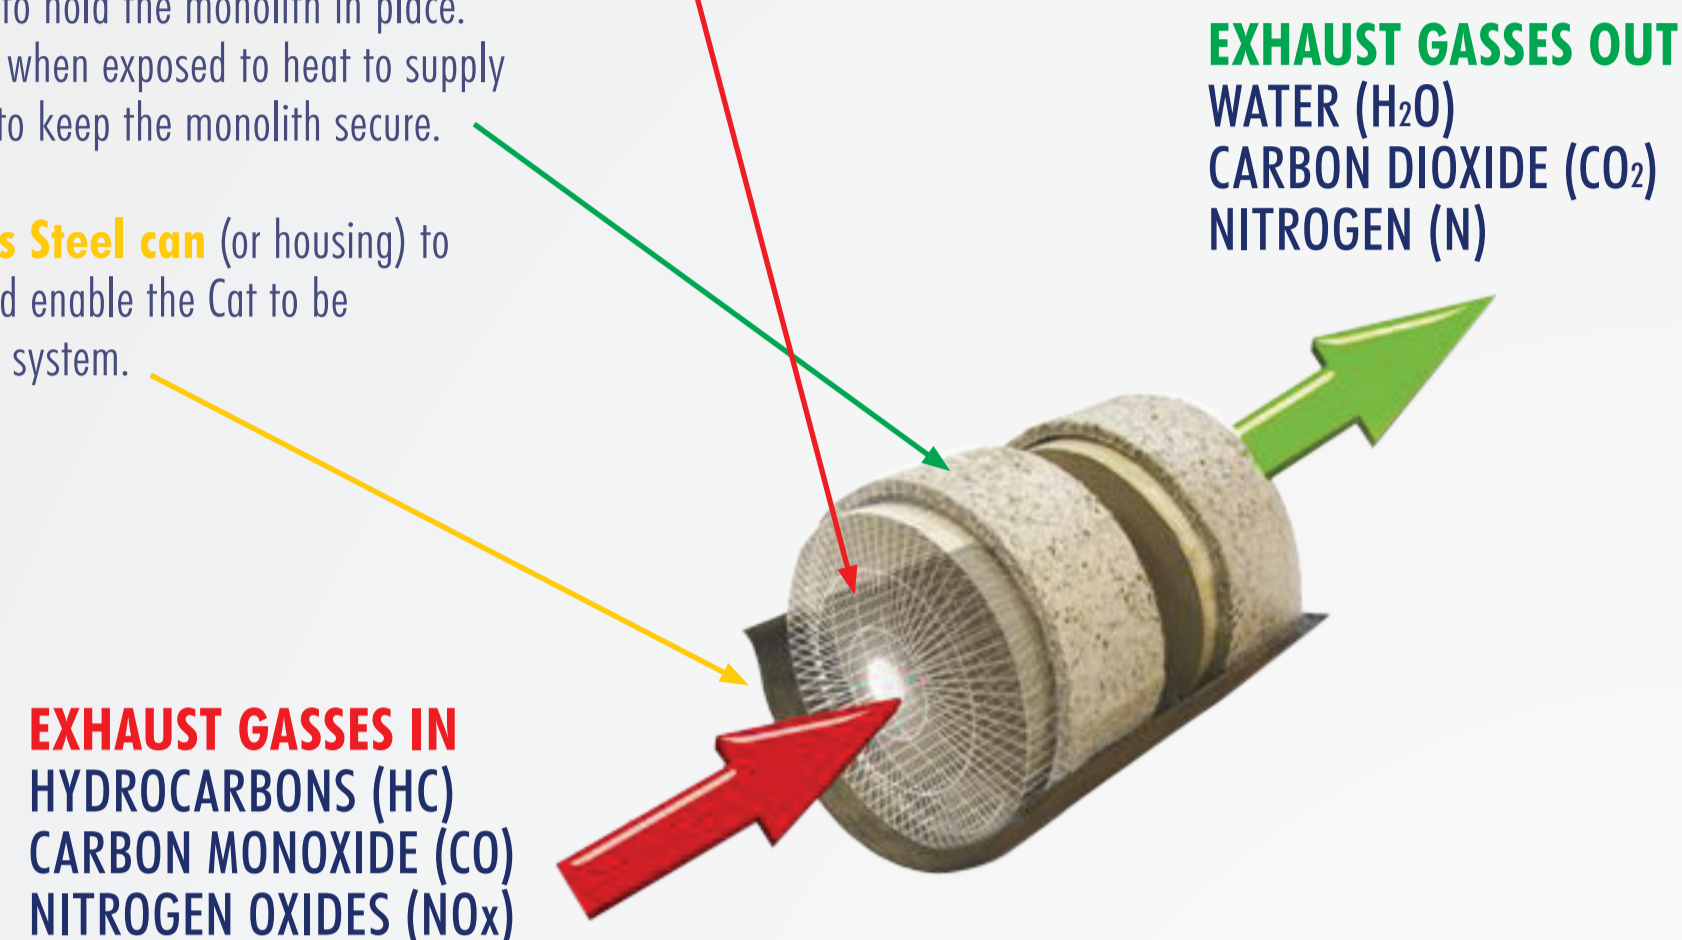 to hold the monolith in place.
when exposed to heat to supply
to keep the monolith secure.
s Steel can (or housing) to
d enable the Cat to be
system.
EXHAUST GASSES OUT
WATER (H₂O)
CARBON DIOXIDE (CO₂)
NITROGEN (N)
EXHAUST GASSES IN
HYDROCARBONS (HC)
CARBON MONOXIDE (CO)
NITROGEN OXIDES (NOx)